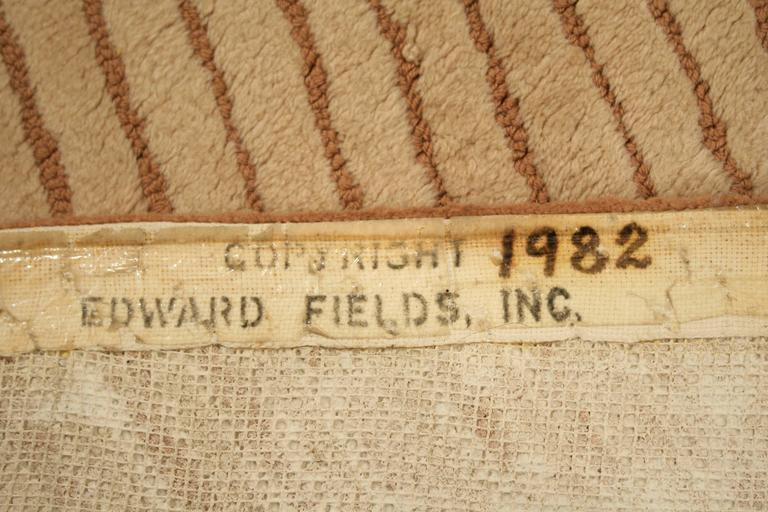 COPYRIGHT 1982
EDWARD FIELDS, INC.